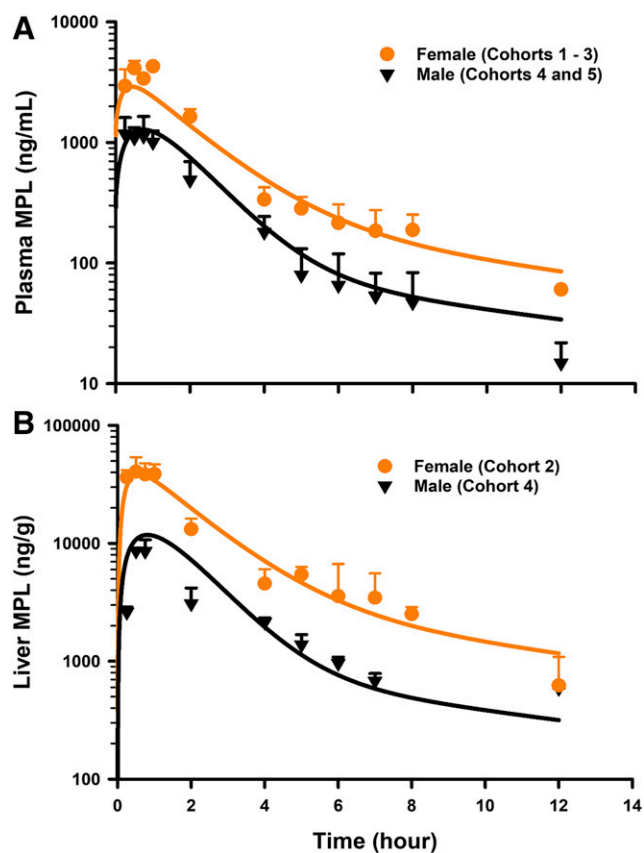 A
10000
1000
100
10
Plasma MPL (ng/mL)
Female (Cohorts 1 - 3)
Male (Cohorts 4 and 5)
B
100000
10000
1000
100
Liver MPL (ng/g)
Female (Cohort 2)
Male (Cohort 4)
0 2 4 6 8 10 12 14
Time (hour)